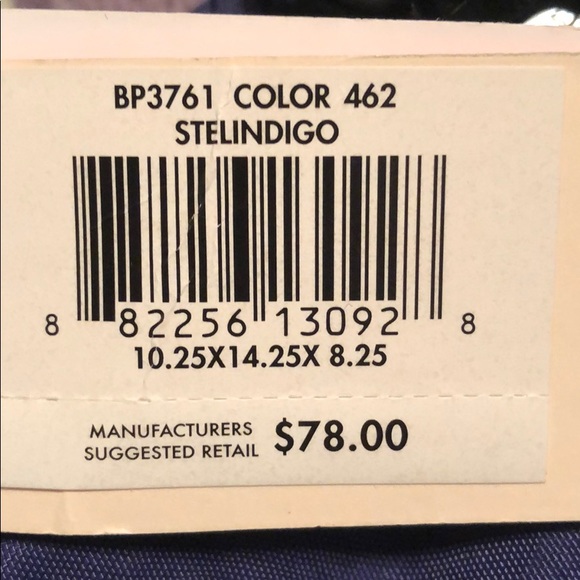 BP3761 COLOR 462
STELINDIGO
8 82256 13092 8
10.25X14.25X 8.25
MANUFACTURERS
SUGGESTED RETAIL $78.00